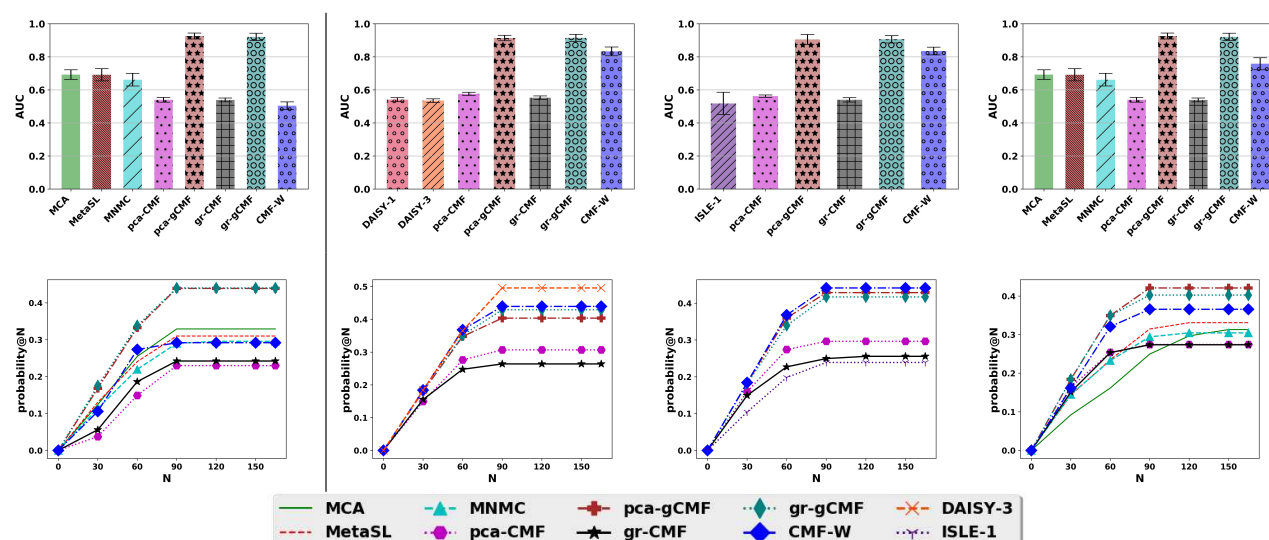 1.0
0.8
0.6
0.4
0.2
0.0
AUC
MCA
MetaSL
MNMC
pca-CMF
pca-gCMF
gr-CMF
gr-gCMF
CMF-W
1.0
0.8
0.6
0.4
0.2
0.0
AUC
DAISY-1
DAISY-3
pca-CMF
pca-gCMF
gr-CMF
gr-gCMF
CMF-W
1.0
0.8
0.6
0.4
0.2
0.0
AUC
ISLE-1
pca-CMF
pca-gCMF
gr-CMF
gr-gCMF
CMF-W
1.0
0.8
0.6
0.4
0.2
0.0
AUC
MCA
MetaSL
MNMC
pca-CMF
pca-gCMF
gr-CMF
gr-gCMF
CMF-W
0.4
0.3
0.2
0.1
0.0
probability@N
0 30 60 90 120 150
N
0.5
0.4
0.3
0.2
0.1
0.0
probability@N
0 30 60 90 120 150
N
0.4
0.3
0.2
0.1
0.0
probability@N
0 30 60 90 120 150
N
0.4
0.3
0.2
0.1
0.0
probability@N
0 30 60 90 120 150
N
MCA MNMC pca-gCMF gr-gCMF DAISY-3
MetaSL pca-CMF gr-CMF CMF-W ISLE-1